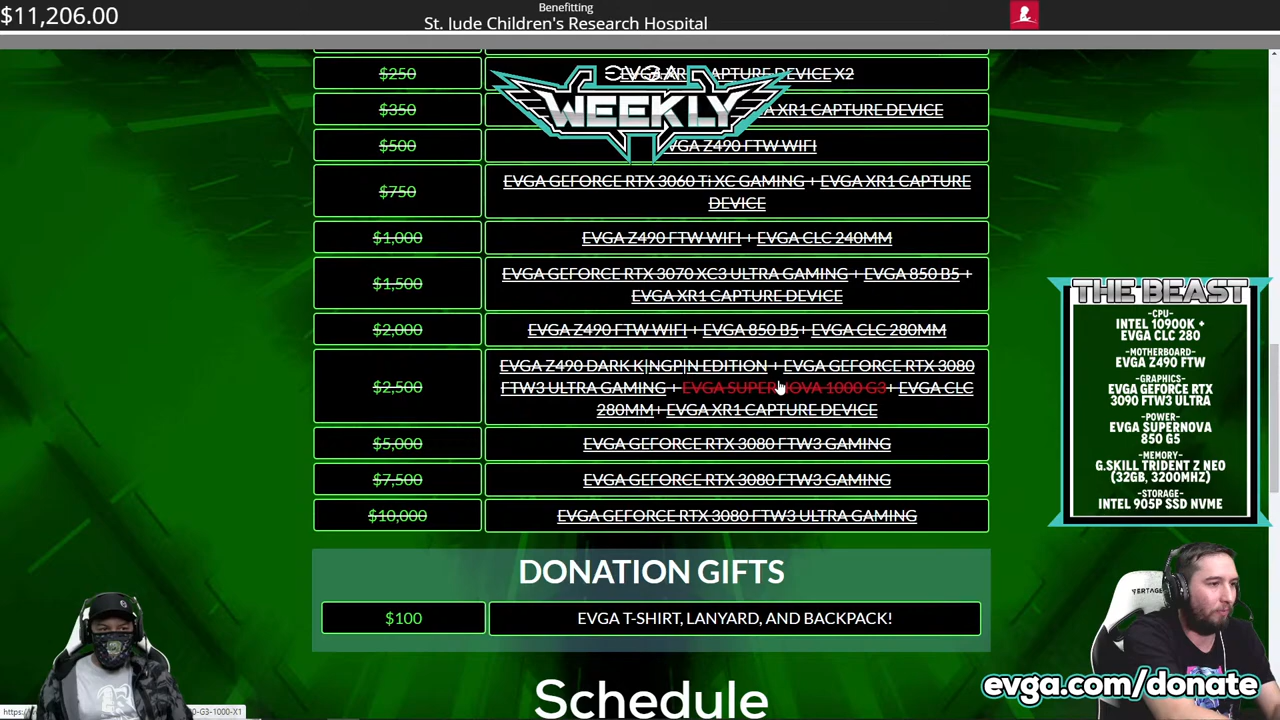 $11,206.00
Benefitting
St. Jude Children's Research Hospital
$250
APTURE DEVICE X2
EVGA
WEEKLY
$350
A XR1 CAPTURE DEVICE
$500
VGA Z490 FTW WIFI
$750
EVGA GEFORCE RTX 3060 Ti XC GAMING + EVGA XR1 CAPTURE
DEVICE
$1,000
EVGA Z490 FTW WIFI + EVGA CLC 240MM
$1,500
EVGA GEFORCE RTX 3070 XC3 ULTRA GAMING + EVGA 850 B5 +
EVGA XR1 CAPTURE DEVICE
$2,000
EVGA Z490 FTW WIFI + EVGA 850 B5+ EVGA CLC 280MM
$2,500
EVGA Z490 DARK K|NGP|N EDITION + EVGA GEFORCE RTX 3080
FTW3 ULTRA GAMING + EVGA SUPERNOVA 1000 G3+ EVGA CLC
280MM+ EVGA XR1 CAPTURE DEVICE
$5,000
EVGA GEFORCE RTX 3080 FTW3 GAMING
$7,500
EVGA GEFORCE RTX 3080 FTW3 GAMING
$10,000
EVGA GEFORCE RTX 3080 FTW3 ULTRA GAMING
DONATION GIFTS
$100
EVGA T-SHIRT, LANYARD, AND BACKPACK!
Schedule
THE BEAST
-CPU-
INTEL 10900K +
EVGA CLC 280
-MOTHERBOARD-
EVGA Z490 FTW
-GRAPHICS-
EVGA GEFORCE RTX
3090 FTW3 ULTRA
-POWER-
EVGA SUPERNOVA
850 G5
-MEMORY-
G.SKILL TRIDENT Z NEO
(32GB, 3200MHZ)
-STORAGE-
INTEL 905P SSD NVME
VERTAGE
evga.com/donate
0-G3-1000-X1